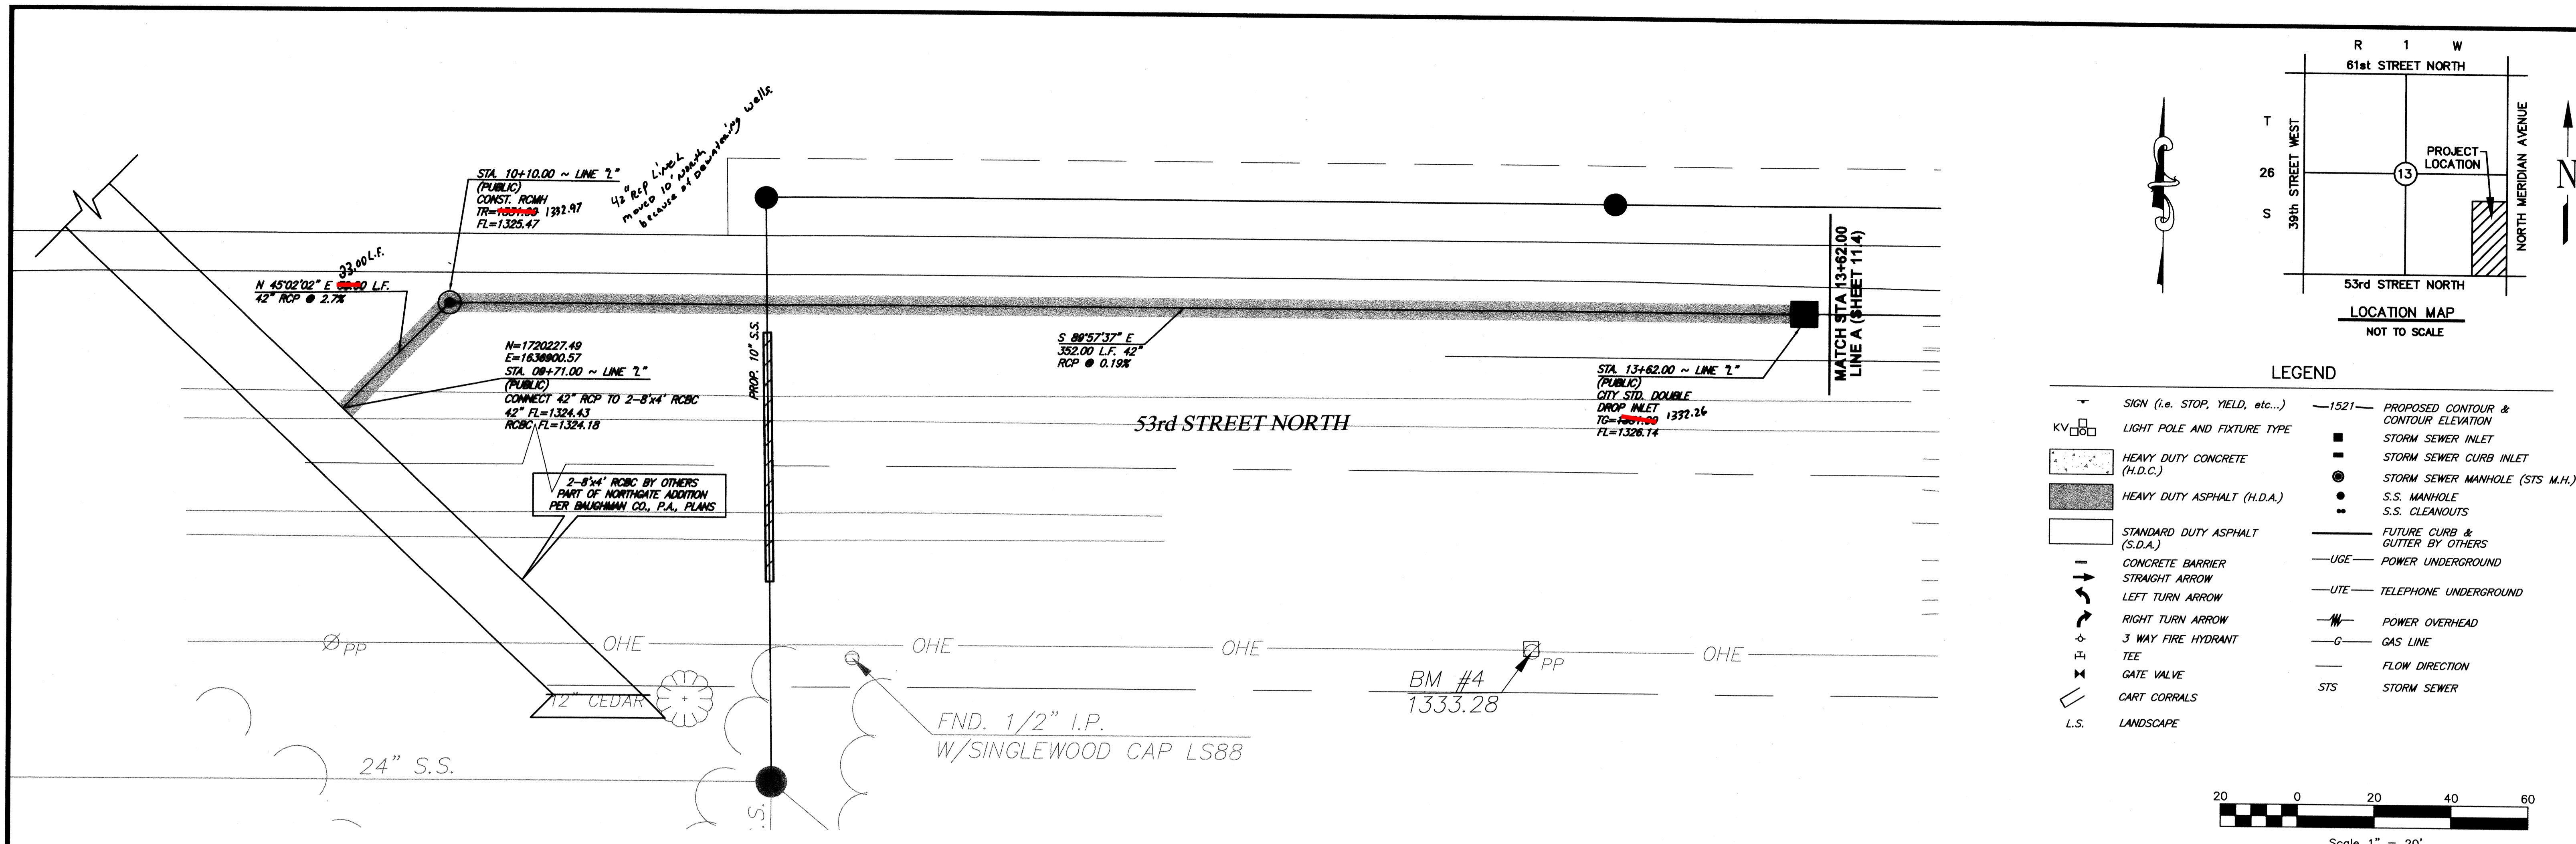 42" RCP Line L
moved 10' North
because of Dewatering wells
STA. 10+10.00 ~ LINE "L"
(PUBLIC)
CONST. RCMH
TR= 1332.97
FL=1325.47
33.00 L.F.
N 45°02'02" E L.F.
42" RCP @ 2.7%
N=1720227.49
E=1636900.57
STA. 09+71.00 ~ LINE "L"
(PUBLIC)
CONNECT 42" RCP TO 2-8'x4' RCBC
42" FL=1324.43
RCBC FL=1324.18
2-8'x4' RCBC BY OTHERS
PART OF NORTHGATE ADDITION
PER BAUGHMAN CO., P.A., PLANS
PROP. 10" S.S.
S 89°57'37" E
352.00 L.F. 42"
RCP @ 0.19%
53rd STREET NORTH
STA. 13+62.00 ~ LINE "L"
(PUBLIC)
CITY STD. DOUBLE
DROP INLET
TG= 1332.26
FL=1326.14
MATCH STA 13+62.00
LINE A (SHEET 11.4)
PP
OHE
OHE
OHE
OHE
PP
12" CEDAR
BM #4
1333.28
FND. 1/2" I.P.
W/SINGLEWOOD CAP LS88
24" S.S.
S.
R 1 W
61st STREET NORTH
T
26
S
39th STREET WEST
NORTH MERIDIAN AVENUE
PROJECT
LOCATION
13
N
53rd STREET NORTH
LOCATION MAP
NOT TO SCALE
LEGEND
SIGN (i.e. STOP, YIELD, etc...)
KV
LIGHT POLE AND FIXTURE TYPE
HEAVY DUTY CONCRETE
(H.D.C.)
HEAVY DUTY ASPHALT (H.D.A.)
STANDARD DUTY ASPHALT
(S.D.A.)
CONCRETE BARRIER
STRAIGHT ARROW
LEFT TURN ARROW
RIGHT TURN ARROW
3 WAY FIRE HYDRANT
TEE
GATE VALVE
CART CORRALS
L.S. LANDSCAPE
1521 PROPOSED CONTOUR &
CONTOUR ELEVATION
STORM SEWER INLET
STORM SEWER CURB INLET
STORM SEWER MANHOLE (STS M.H.)
S.S. MANHOLE
S.S. CLEANOUTS
FUTURE CURB &
GUTTER BY OTHERS
UGE POWER UNDERGROUND
UTE TELEPHONE UNDERGROUND
POWER OVERHEAD
G GAS LINE
FLOW DIRECTION
STS STORM SEWER
20 0 20 40 60
Scale 1" = 20'